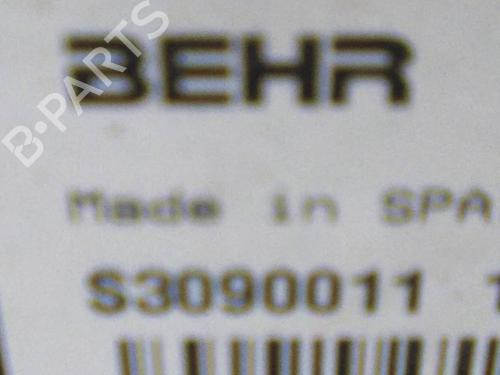 BEHR
B-PARTS
Made in SPA
S3090011